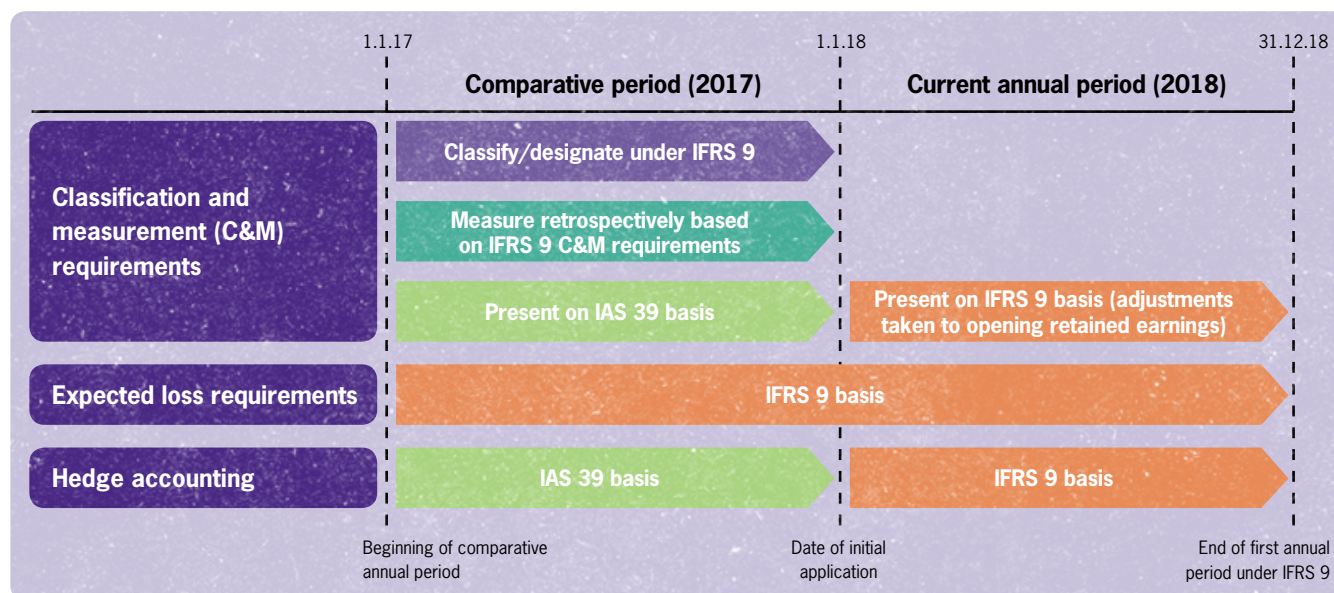 1.1.17
1.1.18
31.12.18
Comparative period (2017)
Current annual period (2018)
Classification and
measurement (C&M)
requirements
Classify/designate under IFRS 9
Measure retrospectively based
on IFRS 9 C&M requirements
Present on IAS 39 basis
Present on IFRS 9 basis (adjustments
taken to opening retained earnings)
Expected loss requirements
IFRS 9 basis
Hedge accounting
IAS 39 basis
IFRS 9 basis
Beginning of comparative
annual period
Date of initial
application
End of first annual
period under IFRS 9